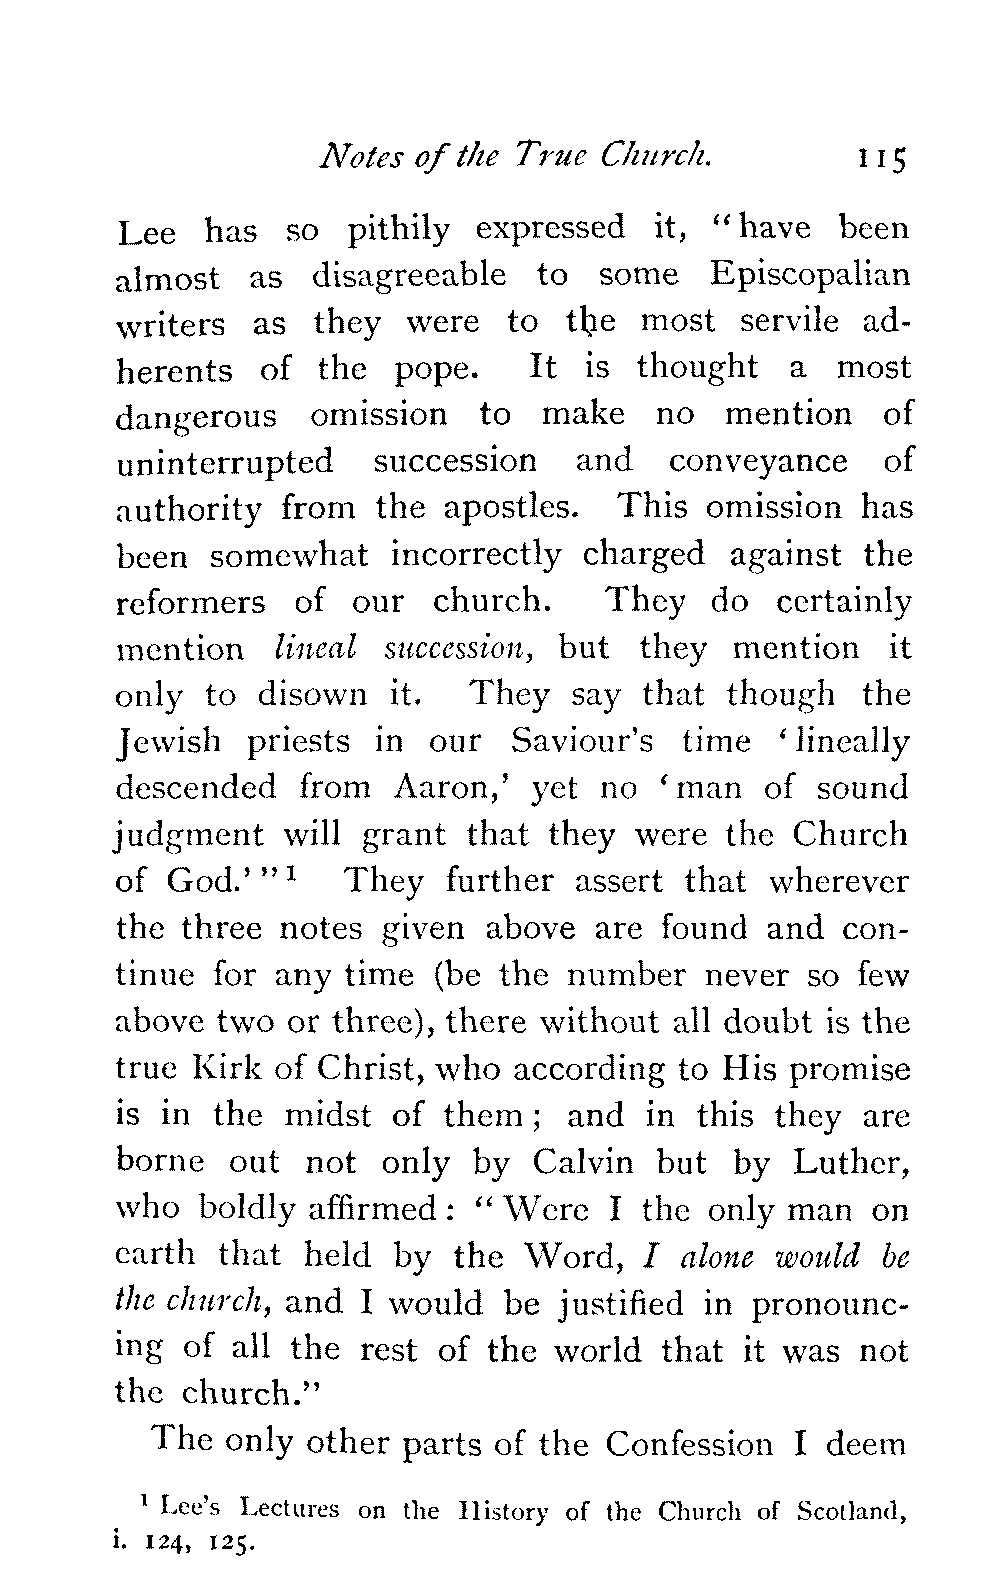 Notes of the True Church. 115
Lee has so pithily expressed it, “have been
almost as disagreeable to some Episcopalian
writers as they were to the most servile ad-
herents of the pope. It is thought a most
dangerous omission to make no mention of
uninterrupted succession and conveyance of
authority from the apostles. This omission has
been somewhat incorrectly charged against the
reformers of our church. They do certainly
mention lineal succession, but they mention it
only to disown it. They say that though the
Jewish priests in our Saviour’s time ‘lineally
descended from Aaron,’ yet no ‘man of sound
judgment will grant that they were the Church
of God.’”¹ They further assert that wherever
the three notes given above are found and con-
tinue for any time (be the number never so few
above two or three), there without all doubt is the
true Kirk of Christ, who according to His promise
is in the midst of them; and in this they are
borne out not only by Calvin but by Luther,
who boldly affirmed: “Were I the only man on
earth that held by the Word, I alone would be
the church, and I would be justified in pronounc-
ing of all the rest of the world that it was not
the church.”
The only other parts of the Confession I deem
¹ Lee’s Lectures on the History of the Church of Scotland,
i. 124, 125.